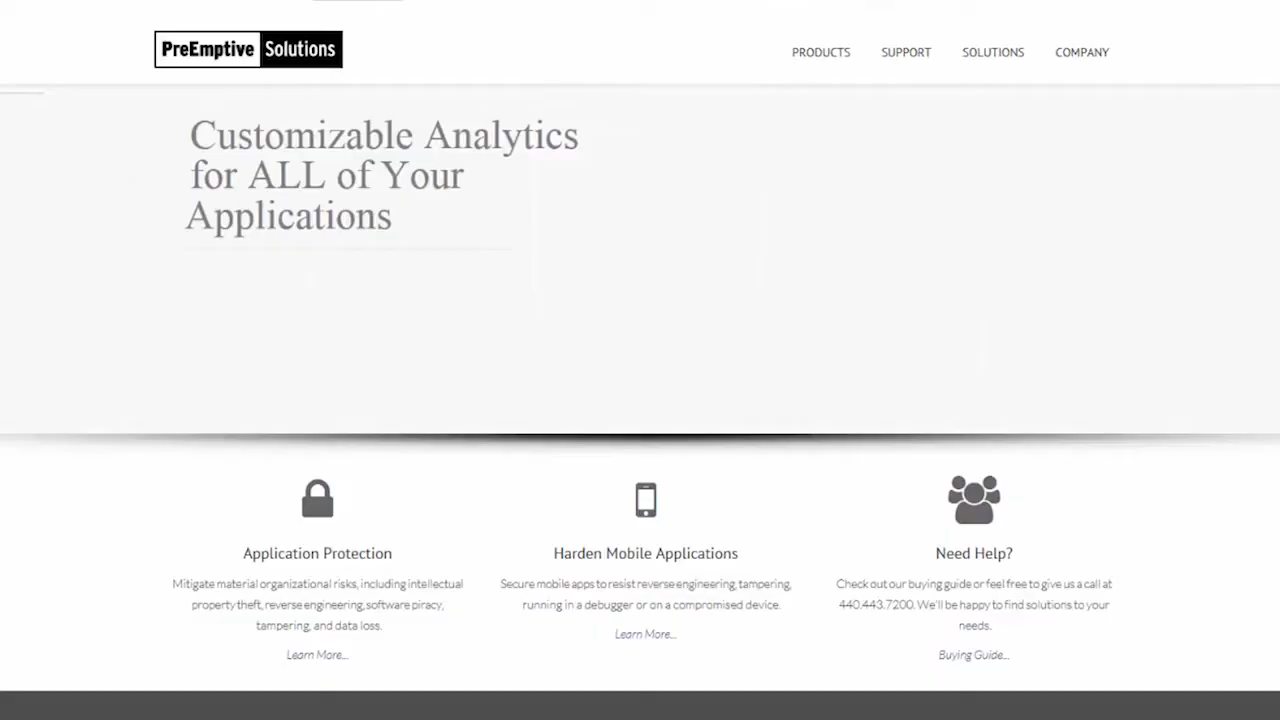 PreEmptive Solutions
PRODUCTS SUPPORT SOLUTIONS COMPANY
Customizable Analytics
for ALL of Your
Applications
Application Protection
Mitigate material organizational risks, including intellectual
property theft, reverse engineering, software piracy,
tampering, and data loss.
Learn More...
Harden Mobile Applications
Secure mobile apps to resist reverse engineering, tampering,
running in a debugger or on a compromised device.
Learn More...
Need Help?
Check out our buying guide or feel free to give us a call at
440.443.7200. We'll be happy to find solutions to your
needs.
Buying Guide...